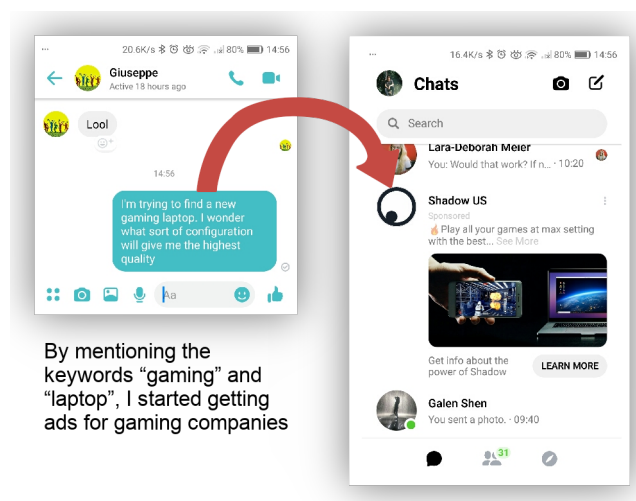 ... 20.6K/s 80% 14:56
Giuseppe
Active 18 hours ago
Lool
14:56
I'm trying to find a new
gaming laptop. I wonder
what sort of configuration
will give me the highest
quality
Aa
By mentioning the
keywords “gaming” and
“laptop”, I started getting
ads for gaming companies
... 16.4K/s 80% 14:56
Chats
Search
Lara-Deborah Meier
You: Would that work? If n... · 10:20
Shadow US
Sponsored
🔥Play all your games at max setting
with the best... See More
Get info about the
power of Shadow
LEARN MORE
Galen Shen
You sent a photo. · 09:40
31